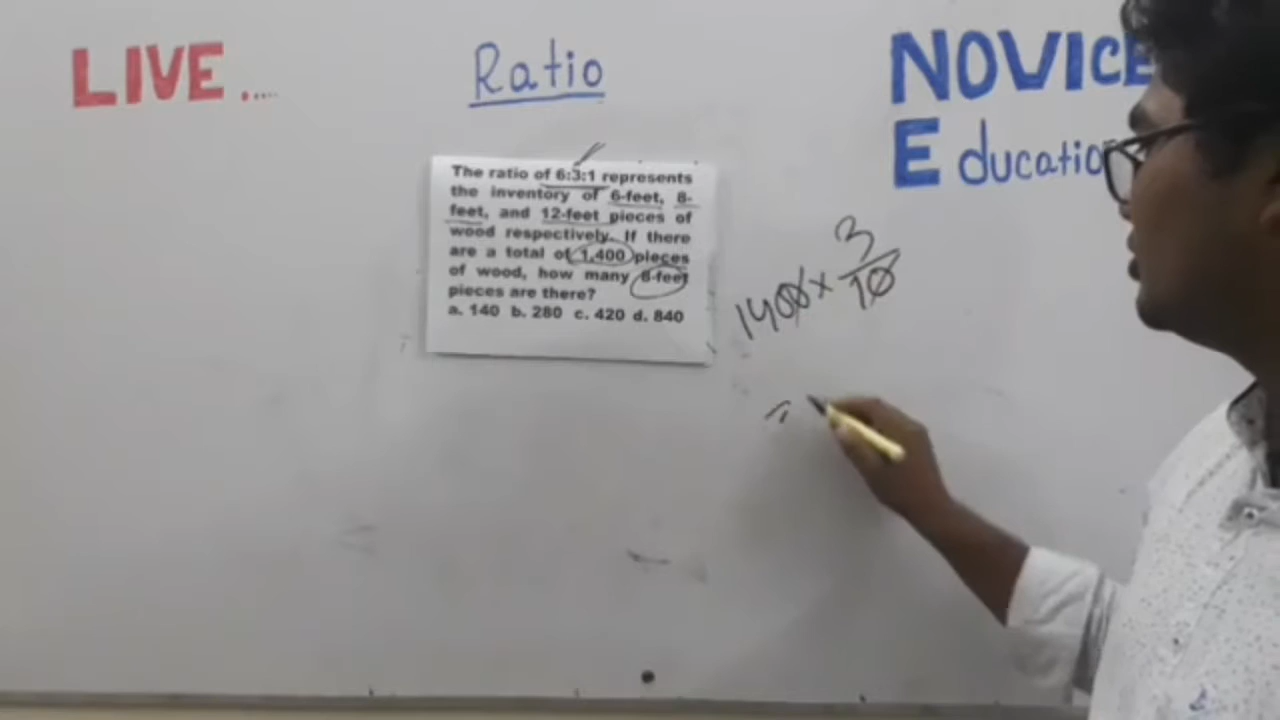 LIVE....
Ratio
NOVICE
Educatio
The ratio of 6:3:1 represents
the inventory of 6-feet, 8-
feet, and 12-feet pieces of
wood respectively. If there
are a total of 1,400 pieces
of wood, how many 8-feet
pieces are there?
a. 140 b. 280 c. 420 d. 840
1400 x 3/10
=